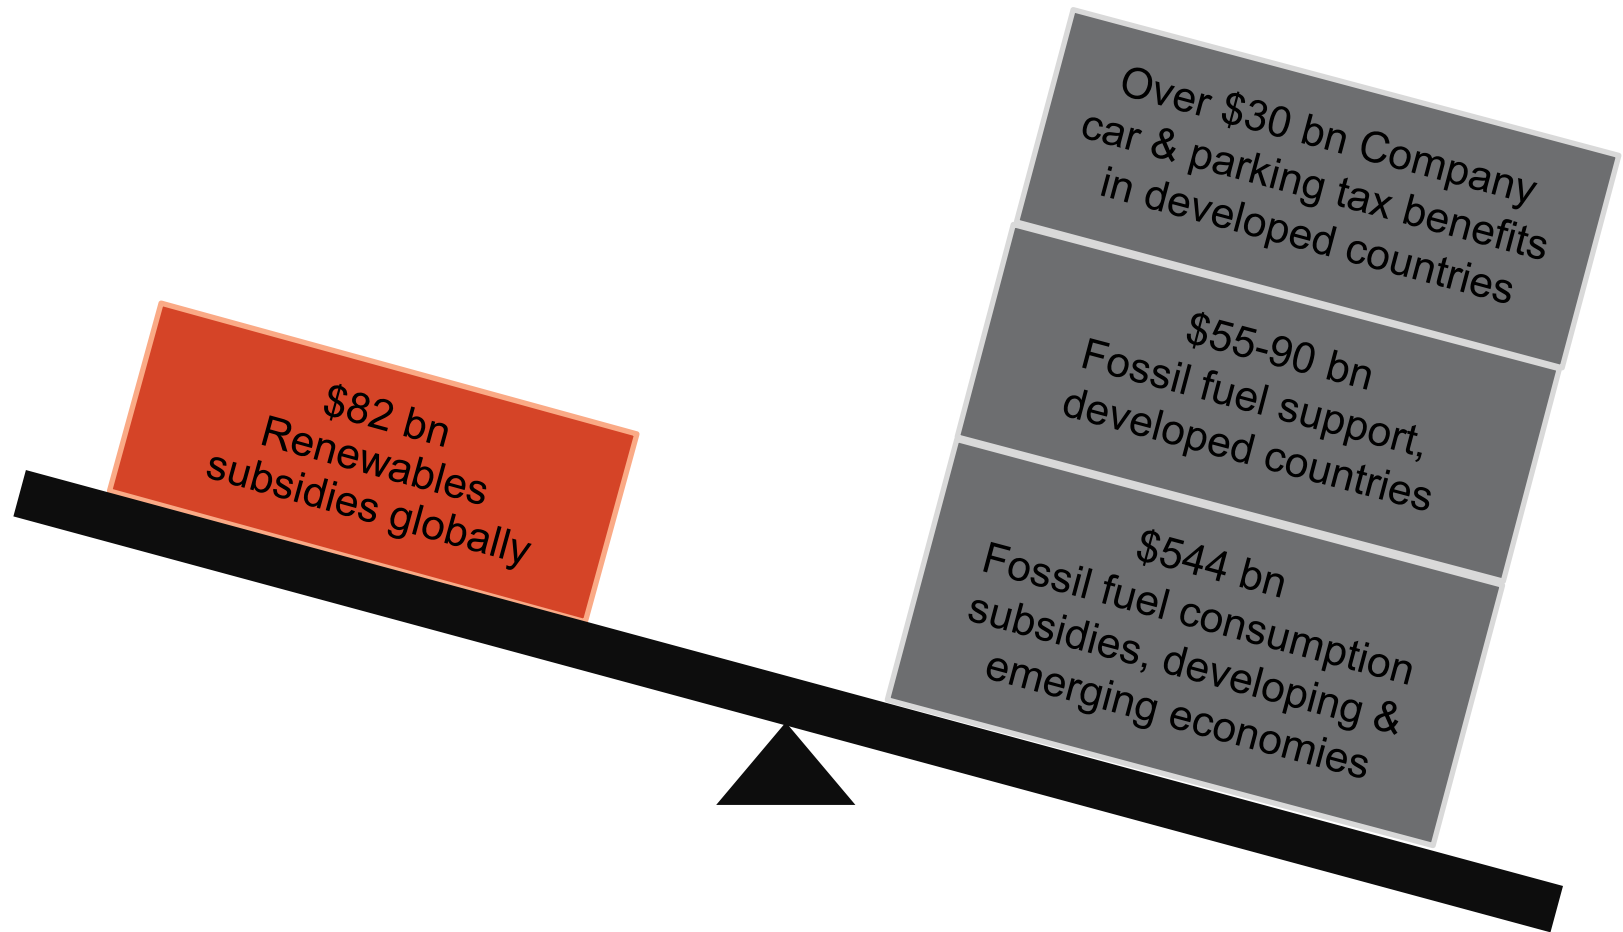 $82 bn
Renewables
subsidies globally
Over $30 bn Company
car & parking tax benefits
in developed countries
$55-90 bn
Fossil fuel support,
developed countries
$544 bn
Fossil fuel consumption
subsidies, developing &
emerging economies